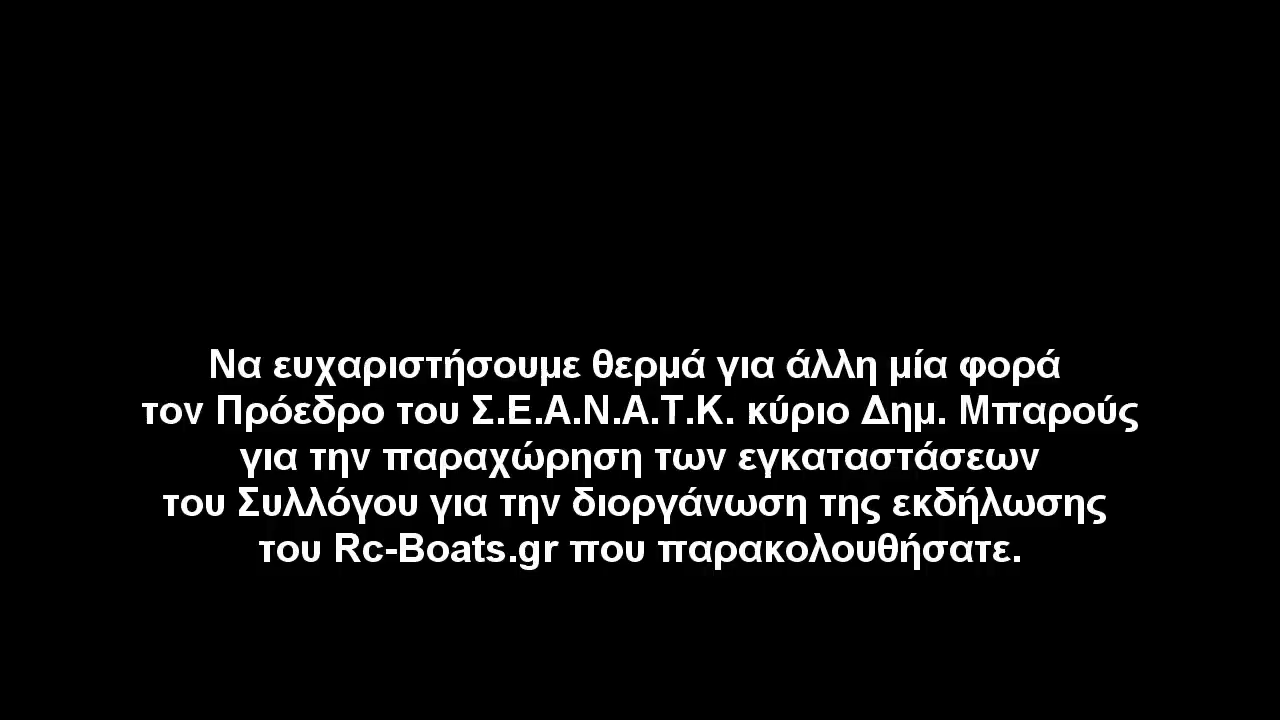 Να ευχαριστήσουμε θερμά για άλλη μία φορά
τον Πρόεδρο του Σ.Ε.Α.Ν.Α.Τ.Κ. κύριο Δημ. Μπαρούς
για την παραχώρηση των εγκαταστάσεων
του Συλλόγου για την διοργάνωση της εκδήλωσης
του Rc-Boats.gr που παρακολουθήσατε.